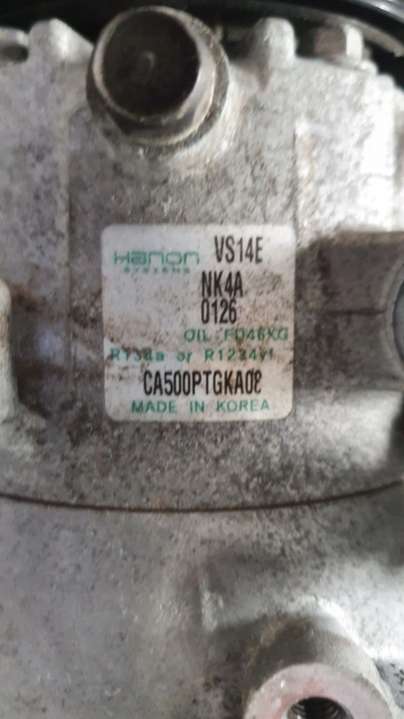 Hanon VS14E
SYSTEMS
NK4A
0126
OIL FD46XG
R134a or R1234yf
CA500PTGKA02
MADE IN KOREA